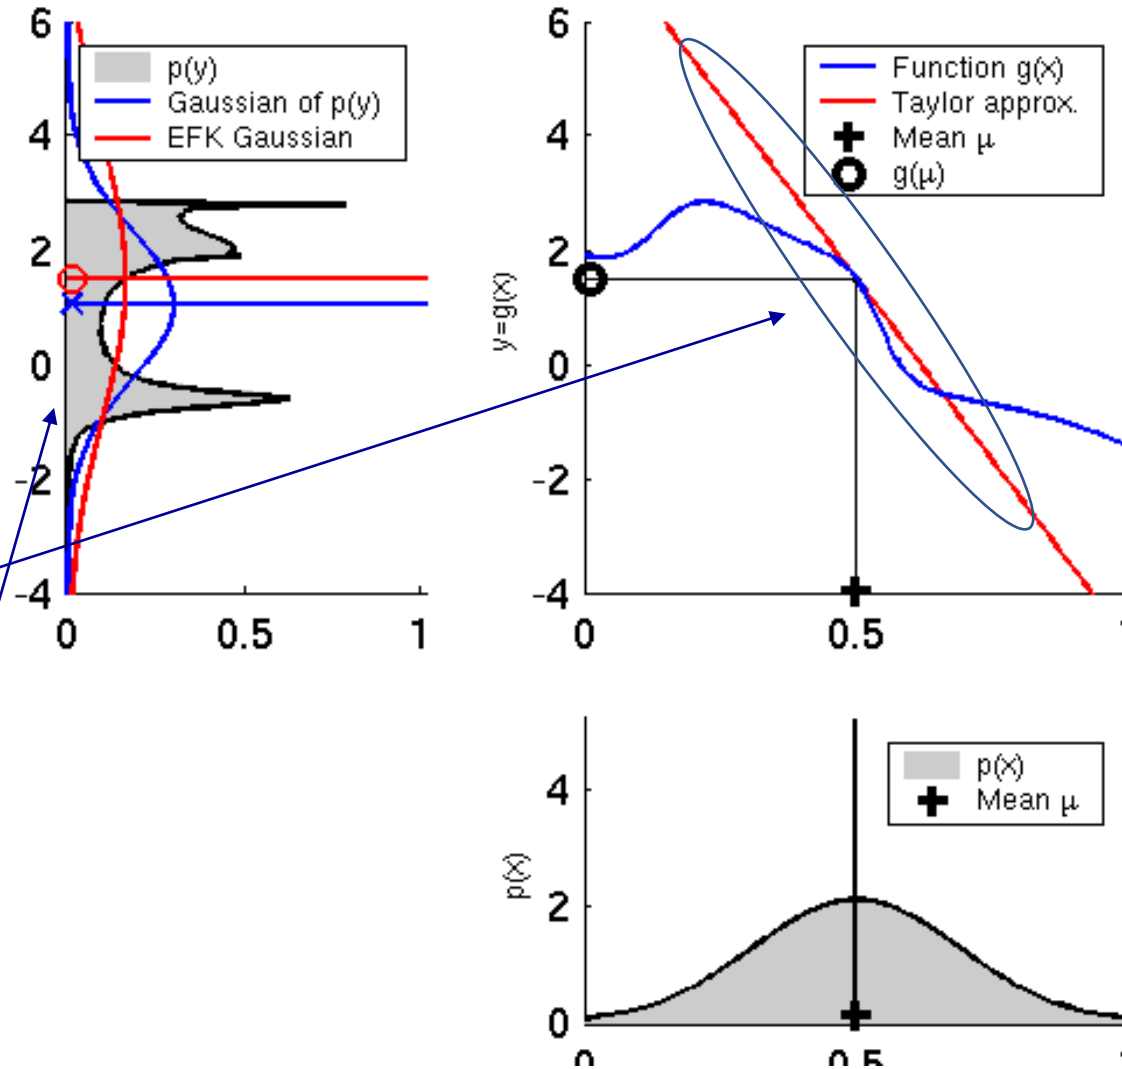 6
4
2
0
-2
-4
0
0.5
1
p(y)
Gaussian of p(y)
EFK Gaussian
y=g(x)
6
4
2
0
-2
-4
0
0.5
Function g(x)
Taylor approx.
Mean μ
g(μ)
p(x)
4
2
0
0
0.5
p(x)
Mean μ